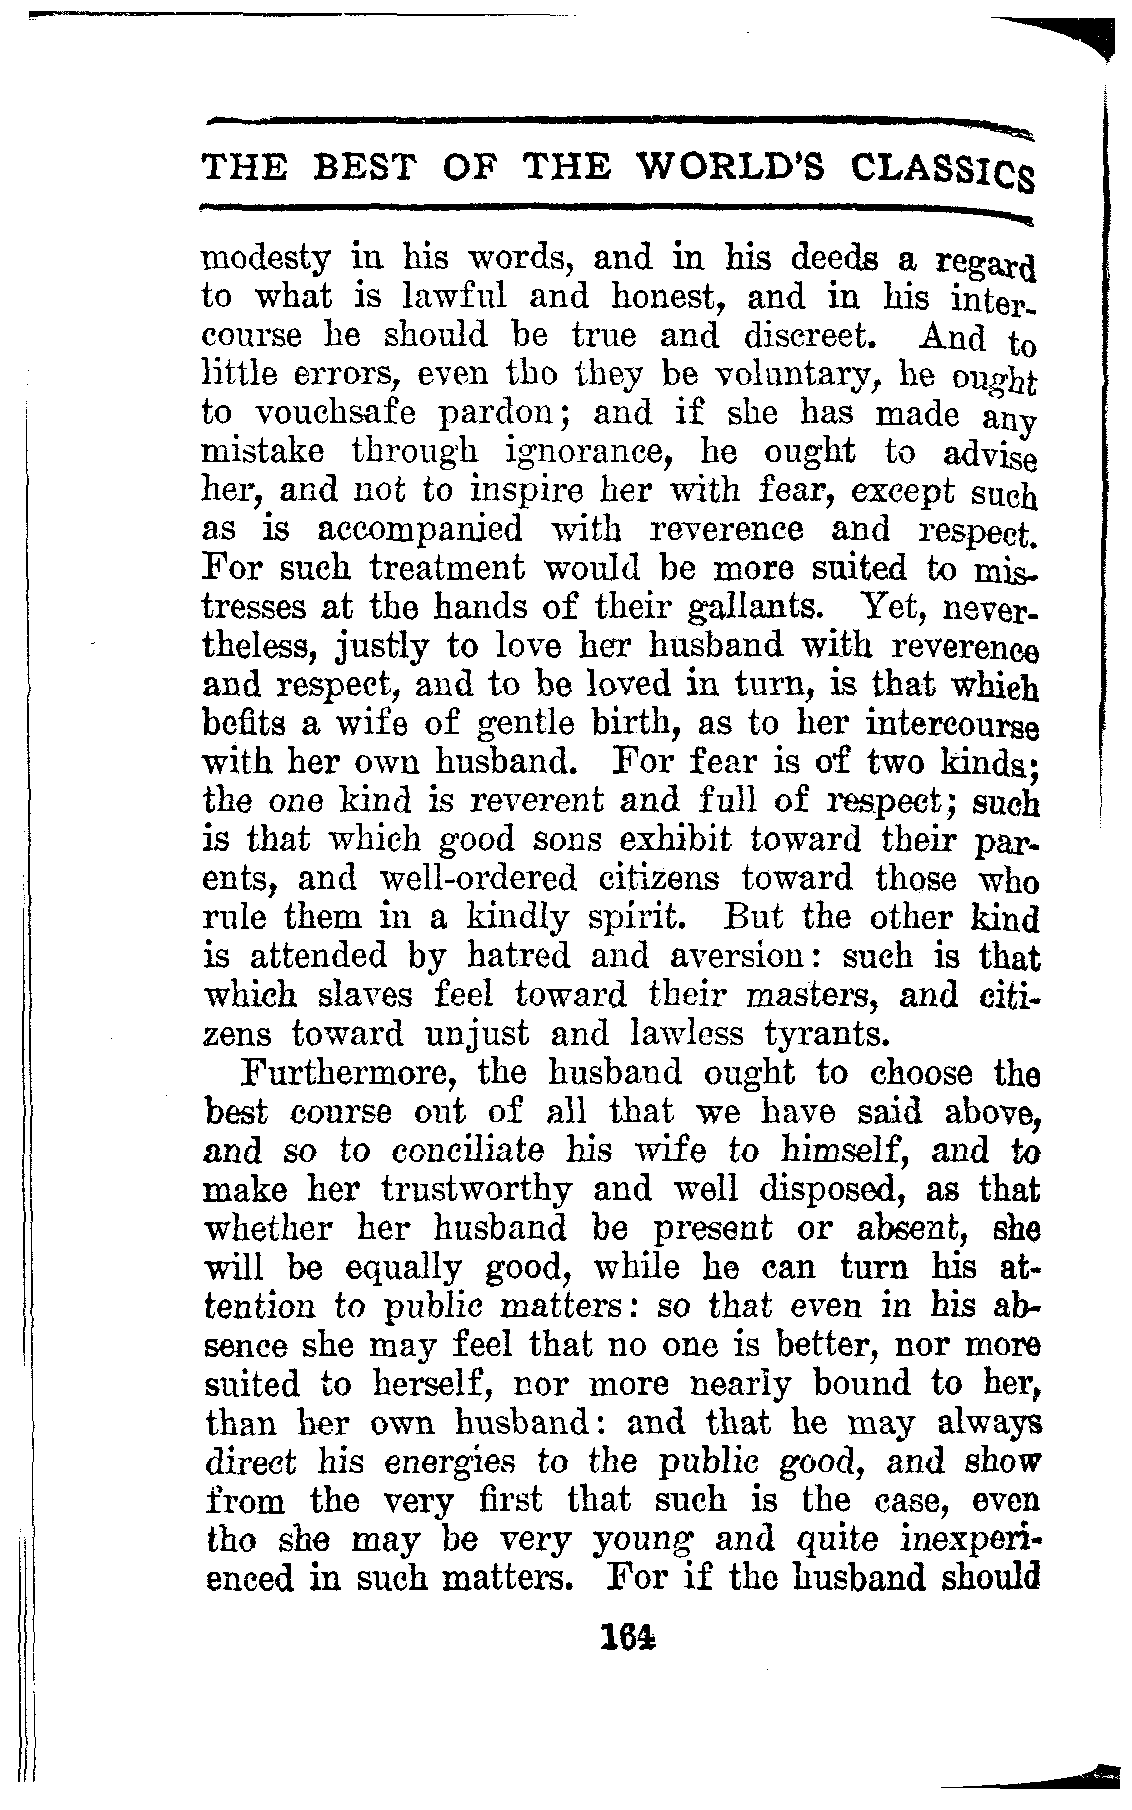 THE BEST OF THE WORLD'S CLASSICS
modesty in his words, and in his deeds a regard
to what is lawful and honest, and in his inter-
course he should be true and discreet. And to
little errors, even tho they be voluntary, he ought
to vouchsafe pardon; and if she has made any
mistake through ignorance, he ought to advise
her, and not to inspire her with fear, except such
as is accompanied with reverence and respect.
For such treatment would be more suited to mis-
tresses at the hands of their gallants. Yet, never-
theless, justly to love her husband with reverence
and respect, and to be loved in turn, is that which
befits a wife of gentle birth, as to her intercourse
with her own husband. For fear is of two kinds;
the one kind is reverent and full of respect; such
is that which good sons exhibit toward their par-
ents, and well-ordered citizens toward those who
rule them in a kindly spirit. But the other kind
is attended by hatred and aversion: such is that
which slaves feel toward their masters, and citi-
zens toward unjust and lawless tyrants.
Furthermore, the husband ought to choose the
best course out of all that we have said above,
and so to conciliate his wife to himself, and to
make her trustworthy and well disposed, as that
whether her husband be present or absent, she
will be equally good, while he can turn his at-
tention to public matters: so that even in his ab-
sence she may feel that no one is better, nor more
suited to herself, nor more nearly bound to her,
than her own husband: and that he may always
direct his energies to the public good, and show
from the very first that such is the case, even
tho she may be very young and quite inexperi-
enced in such matters. For if the husband should
164